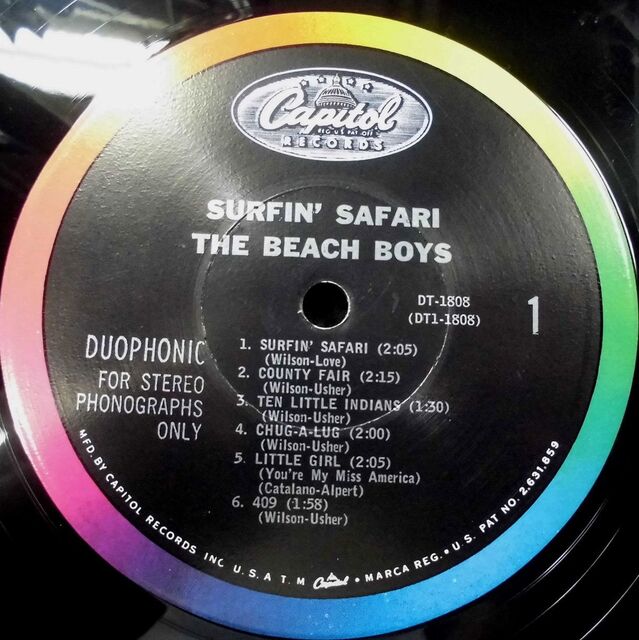 Capitol
REG. U.S. PAT. OFF.
RECORDS
SURFIN' SAFARI
THE BEACH BOYS
DT-1808
(DT1-1808)
1
DUOPHONIC
FOR STEREO
PHONOGRAPHS
ONLY
1. SURFIN' SAFARI (2:05)
(Wilson-Love)
2. COUNTY FAIR (2:15)
(Wilson-Usher)
3. TEN LITTLE INDIANS (1:30)
(Wilson-Usher)
4. CHUG-A-LUG (2:00)
(Wilson-Usher)
5. LITTLE GIRL (2:05)
(You're My Miss America)
(Catalano-Alpert)
6. 409 (1:58)
(Wilson-Usher)
MFD. BY CAPITOL RECORDS INC U.S.A T.M Capitol • MARCA REG. • U.S. PAT NO. 2,631,859